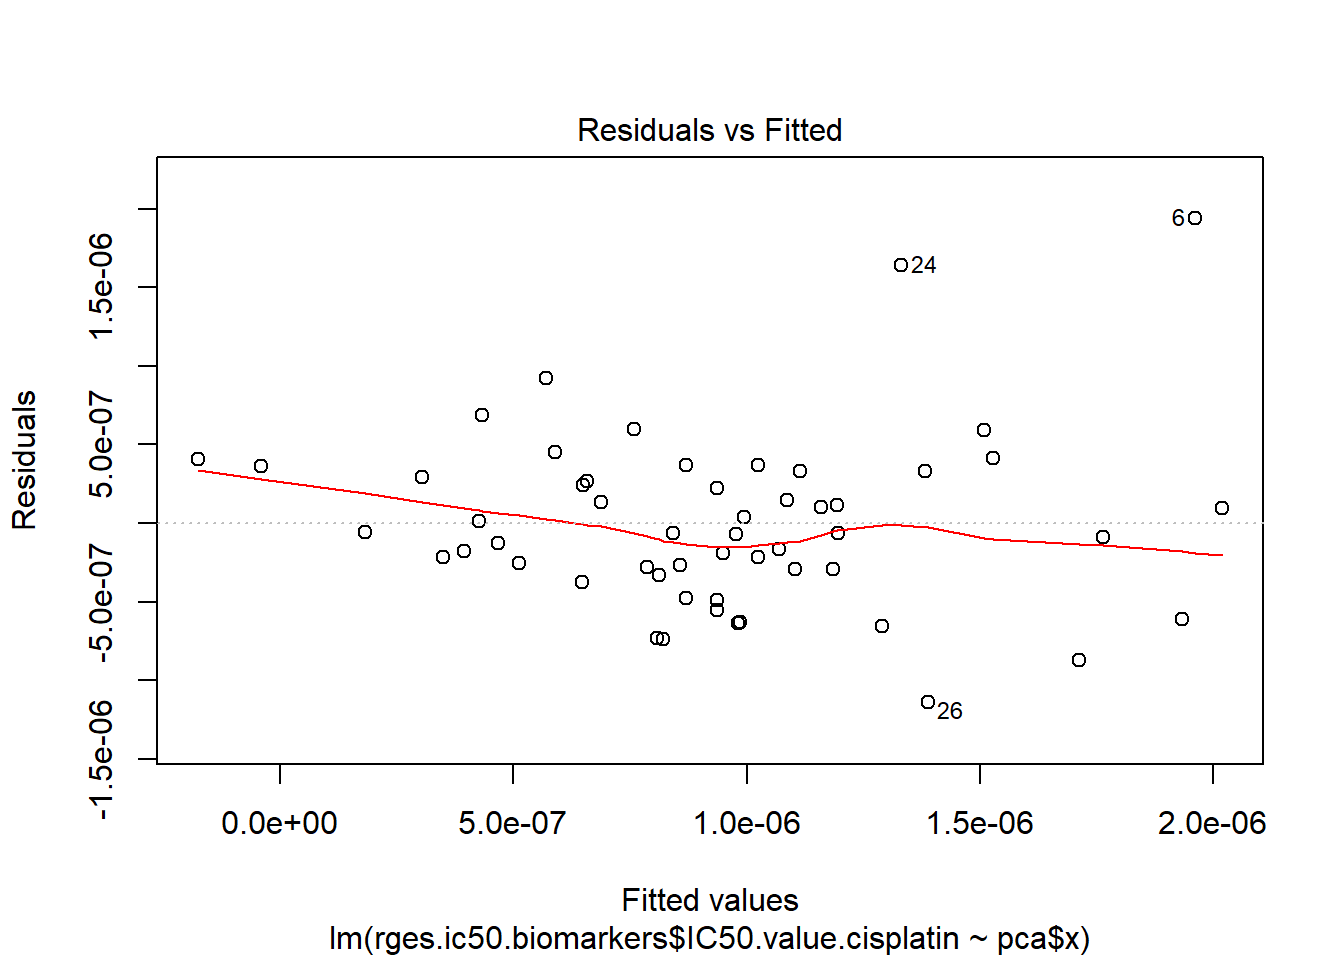 Residuals vs Fitted
Residuals
1.5e-06
5.0e-07
-5.0e-07
-1.5e-06
6
24
26
0.0e+00 5.0e-07 1.0e-06 1.5e-06 2.0e-06
Fitted values
lm(rges.ic50.biomarkers$IC50.value.cisplatin ~ pca$x)